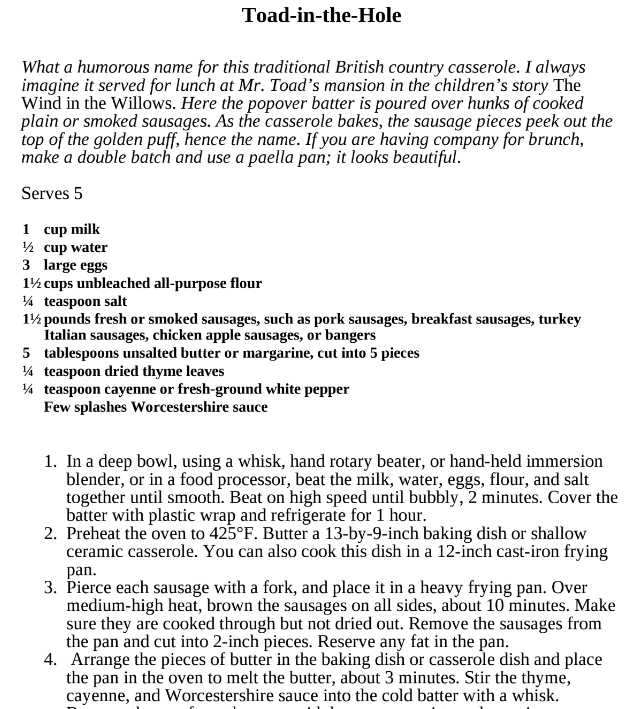 Toad-in-the-Hole
What a humorous name for this traditional British country casserole. I always
imagine it served for lunch at Mr. Toad’s mansion in the children’s story The
Wind in the Willows. Here the popover batter is poured over hunks of cooked
plain or smoked sausages. As the casserole bakes, the sausage pieces peek out the
top of the golden puff, hence the name. If you are having company for brunch,
make a double batch and use a paella pan; it looks beautiful.
Serves 5
1 cup milk
½ cup water
3 large eggs
1½ cups unbleached all-purpose flour
¼ teaspoon salt
1½ pounds fresh or smoked sausages, such as pork sausages, breakfast sausages, turkey
Italian sausages, chicken apple sausages, or bangers
5 tablespoons unsalted butter or margarine, cut into 5 pieces
¼ teaspoon dried thyme leaves
¼ teaspoon cayenne or fresh-ground white pepper
Few splashes Worcestershire sauce
1. In a deep bowl, using a whisk, hand rotary beater, or hand-held immersion
blender, or in a food processor, beat the milk, water, eggs, flour, and salt
together until smooth. Beat on high speed until bubbly, 2 minutes. Cover the
batter with plastic wrap and refrigerate for 1 hour.
2. Preheat the oven to 425°F. Butter a 13-by-9-inch baking dish or shallow
ceramic casserole. You can also cook this dish in a 12-inch cast-iron frying
pan.
3. Pierce each sausage with a fork, and place it in a heavy frying pan. Over
medium-high heat, brown the sausages on all sides, about 10 minutes. Make
sure they are cooked through but not dried out. Remove the sausages from
the pan and cut into 2-inch pieces. Reserve any fat in the pan.
4. Arrange the pieces of butter in the baking dish or casserole dish and place
the pan in the oven to melt the butter, about 3 minutes. Stir the thyme,
cayenne, and Worcestershire sauce into the cold batter with a whisk.